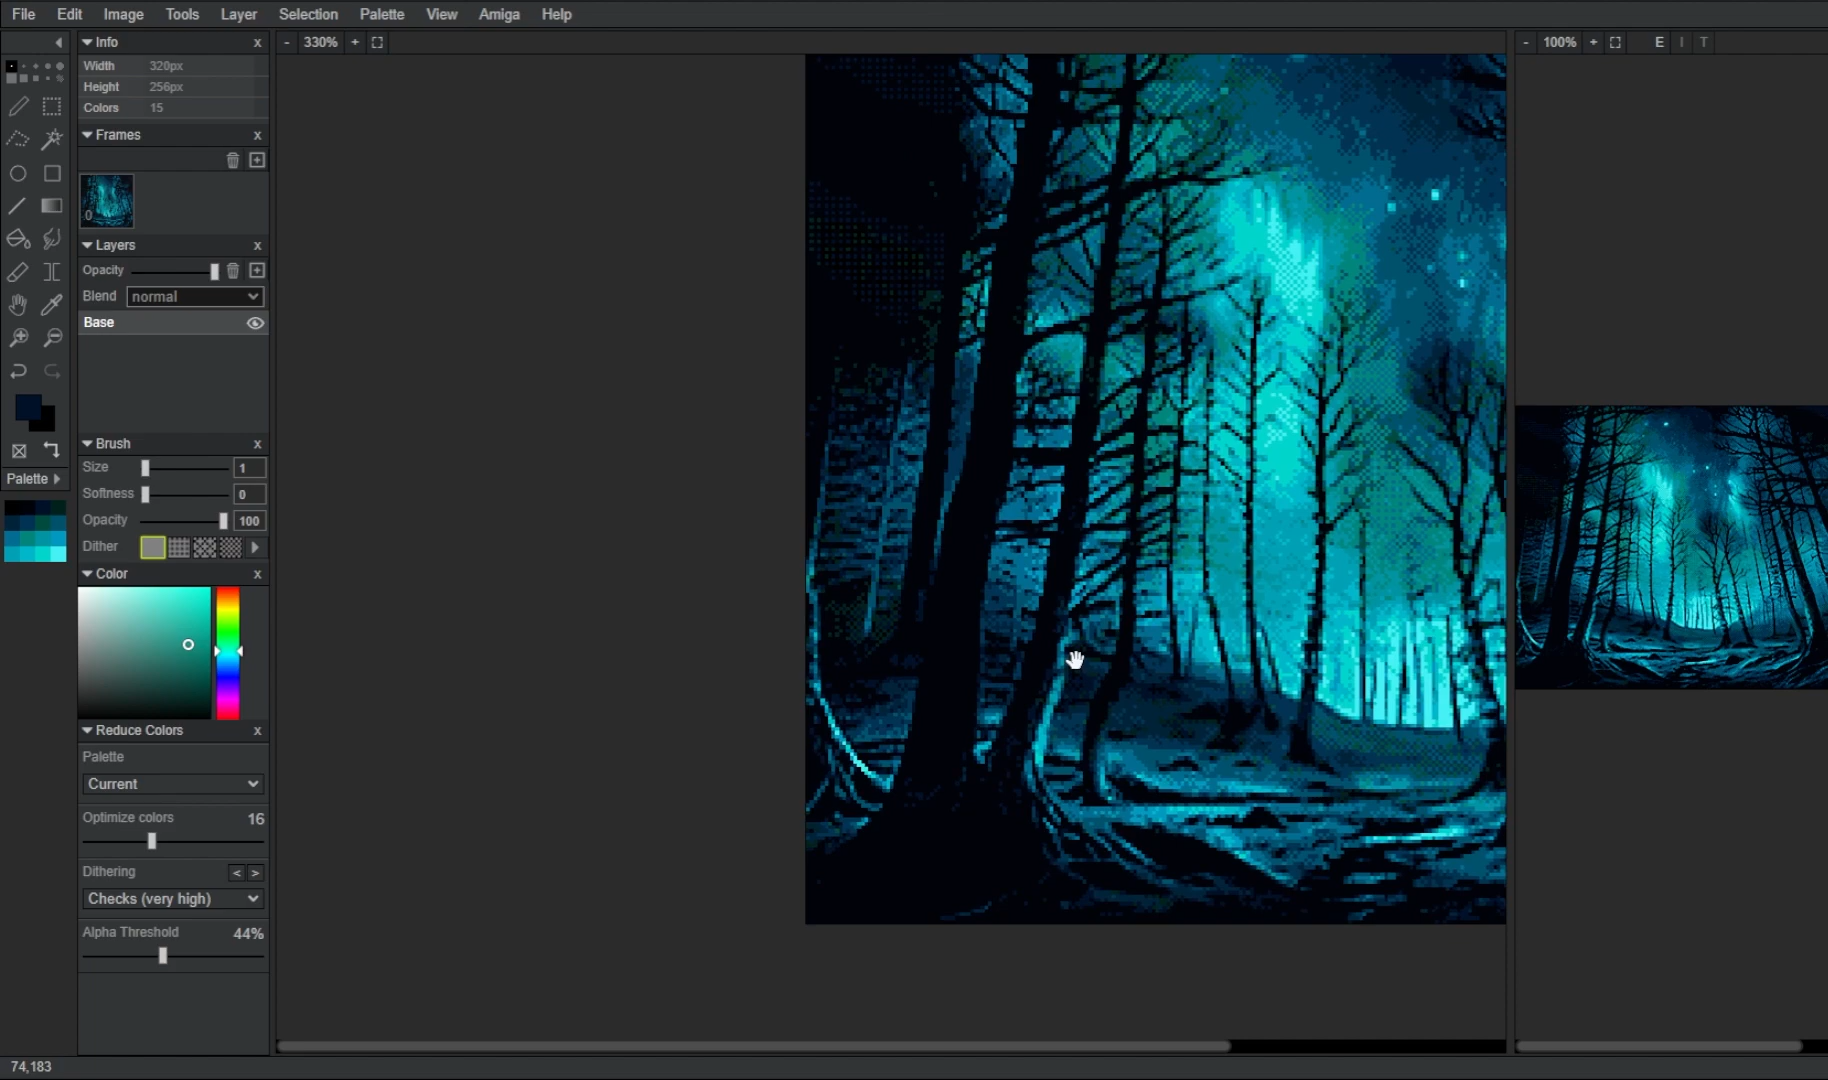 File Edit Image Tools Layer Selection Palette View Amiga Help
Info x
- 330% +
- 100% + E I T
Width 320px
Height 256px
Colors 15
Frames x
0
Layers x
Opacity
Blend normal
Base
Brush x
Size 1
Softness 0
Opacity 100
Dither
Palette
Color x
Reduce Colors x
Palette
Current
Optimize colors 16
Dithering < >
Checks (very high)
Alpha Threshold 44%
74,183